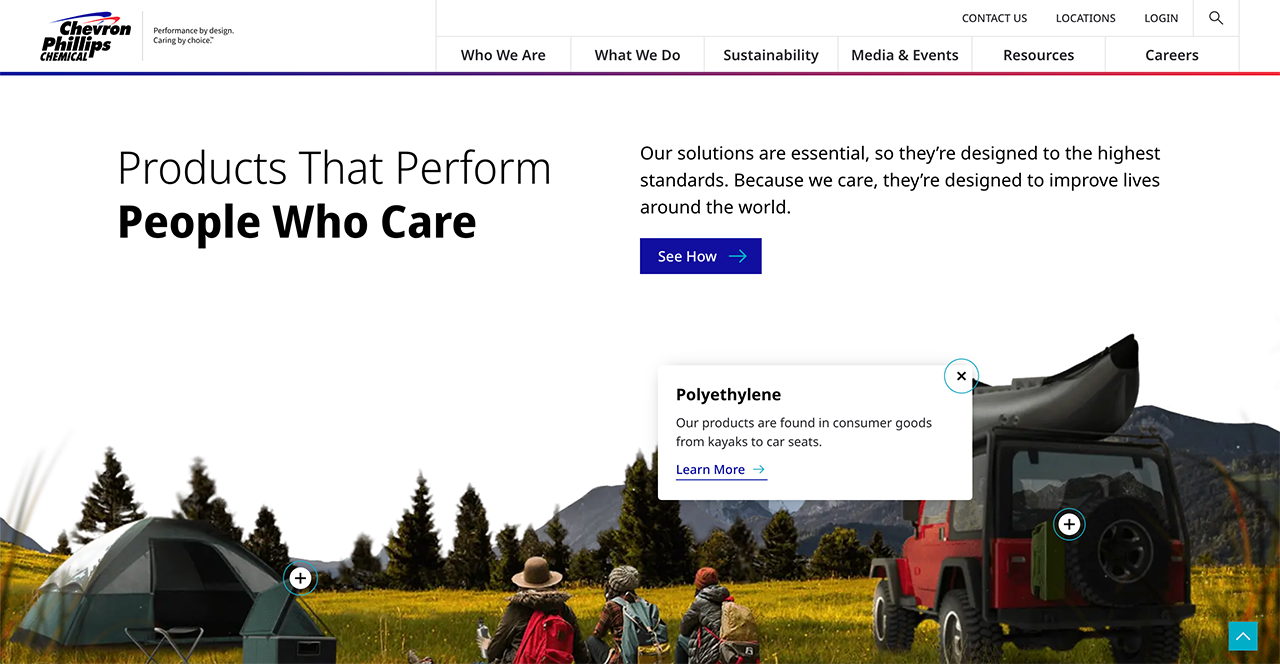 Chevron
Phillips
CHEMICAL
Performance by design.
Caring by choice.™
CONTACT US
LOCATIONS
LOGIN
Who We Are
What We Do
Sustainability
Media & Events
Resources
Careers
Products That Perform
People Who Care
Our solutions are essential, so they’re designed to the highest
standards. Because we care, they’re designed to improve lives
around the world.
See How
Polyethylene
Our products are found in consumer goods
from kayaks to car seats.
Learn More